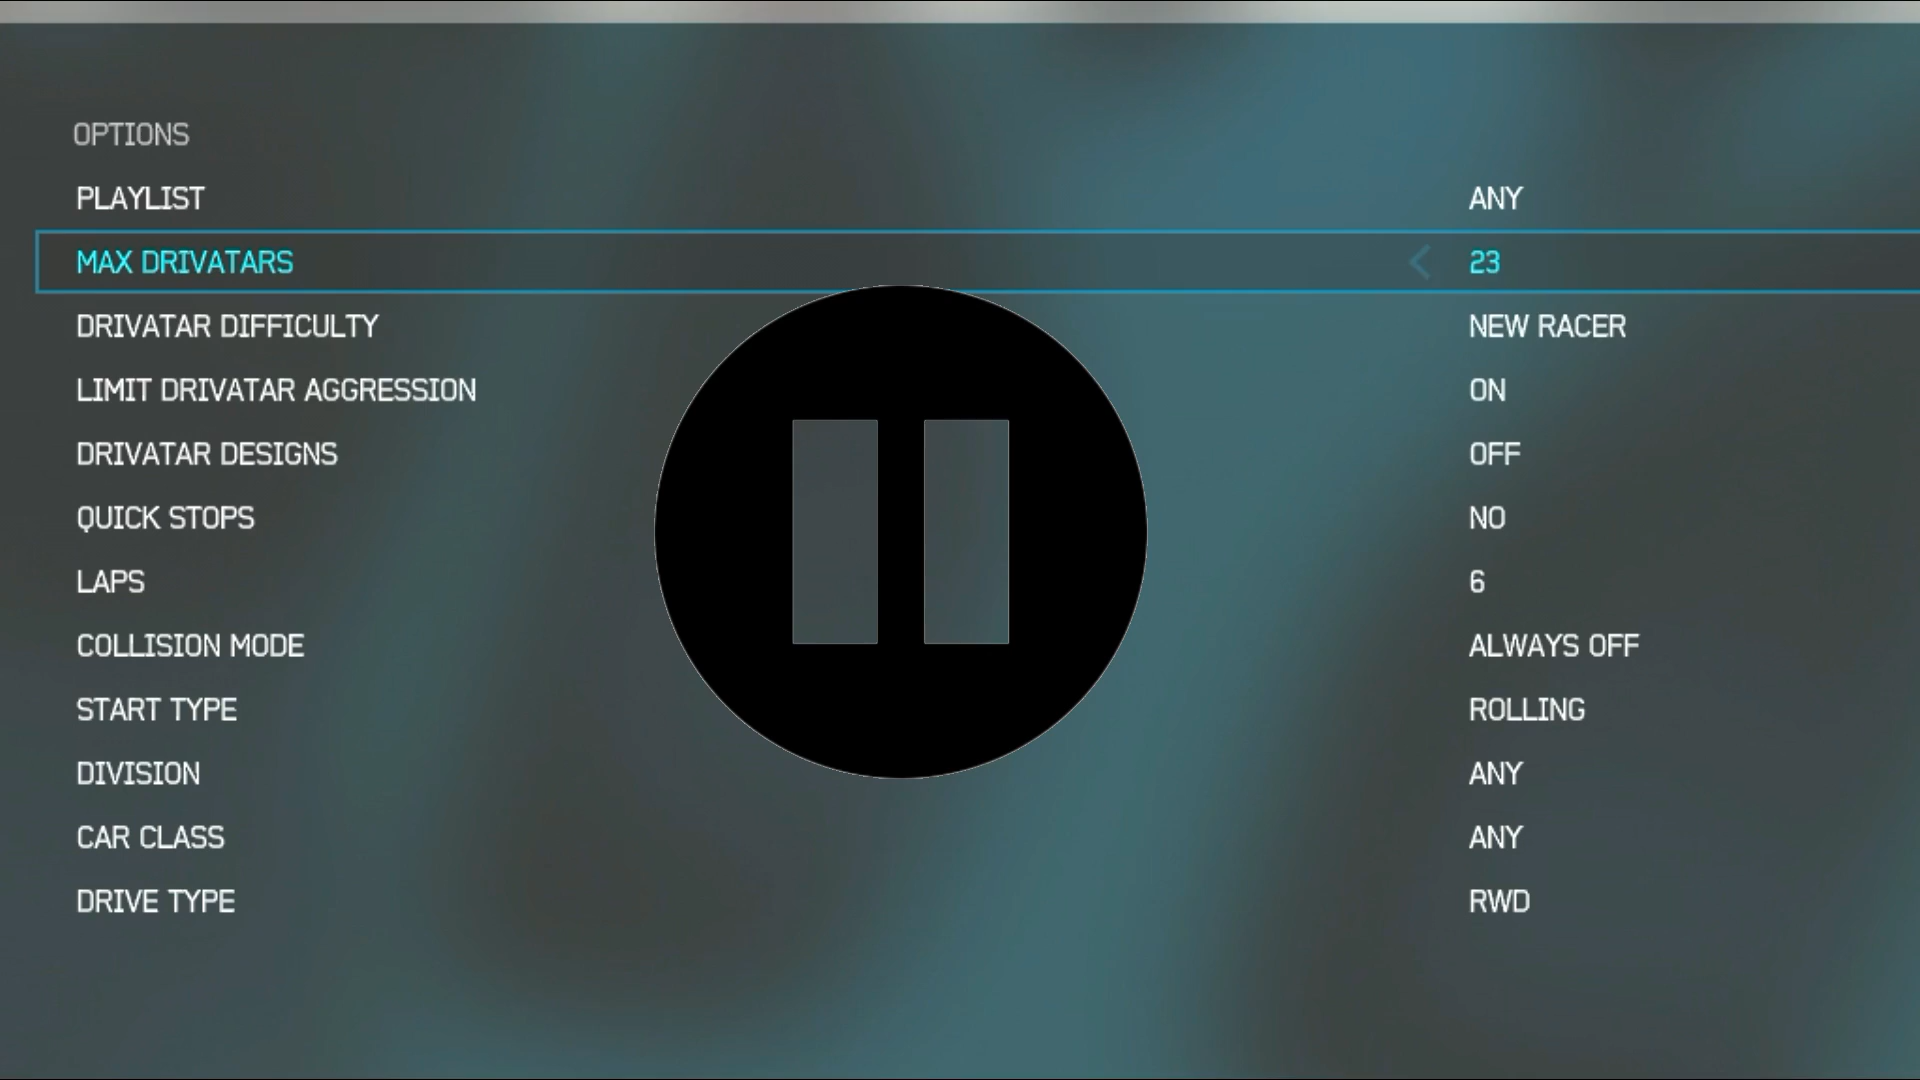 OPTIONS
PLAYLIST ANY
MAX DRIVATARS 23
DRIVATAR DIFFICULTY NEW RACER
LIMIT DRIVATAR AGGRESSION ON
DRIVATAR DESIGNS OFF
QUICK STOPS NO
LAPS 6
COLLISION MODE ALWAYS OFF
START TYPE ROLLING
DIVISION ANY
CAR CLASS ANY
DRIVE TYPE RWD